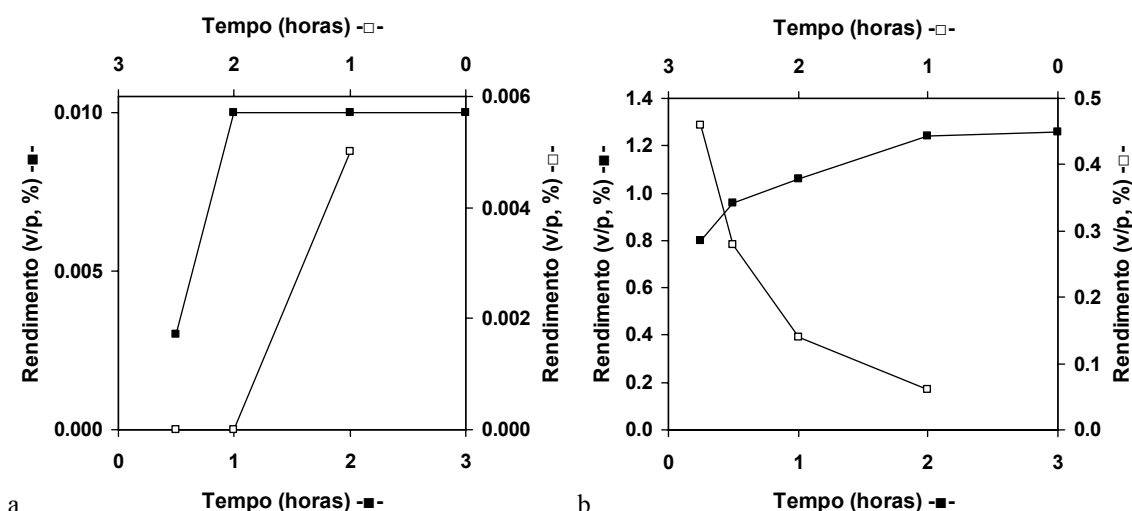 Tempo (horas) -□-
3 2 1 0
Rendimento (v/p, %) -■-
0.010
0.005
0.000
0.006
0.004
0.002
0.000
Rendimento (v/p, %) -□-
0 1 2 3
Tempo (horas) -■-
a
Tempo (horas) -□-
3 2 1 0
Rendimento (v/p, %) -■-
1.4
1.2
1.0
0.8
0.6
0.4
0.2
0.0
0.5
0.4
0.3
0.2
0.1
0.0
Rendimento (v/p, %) -□-
0 1 2 3
Tempo (horas) -■-
b